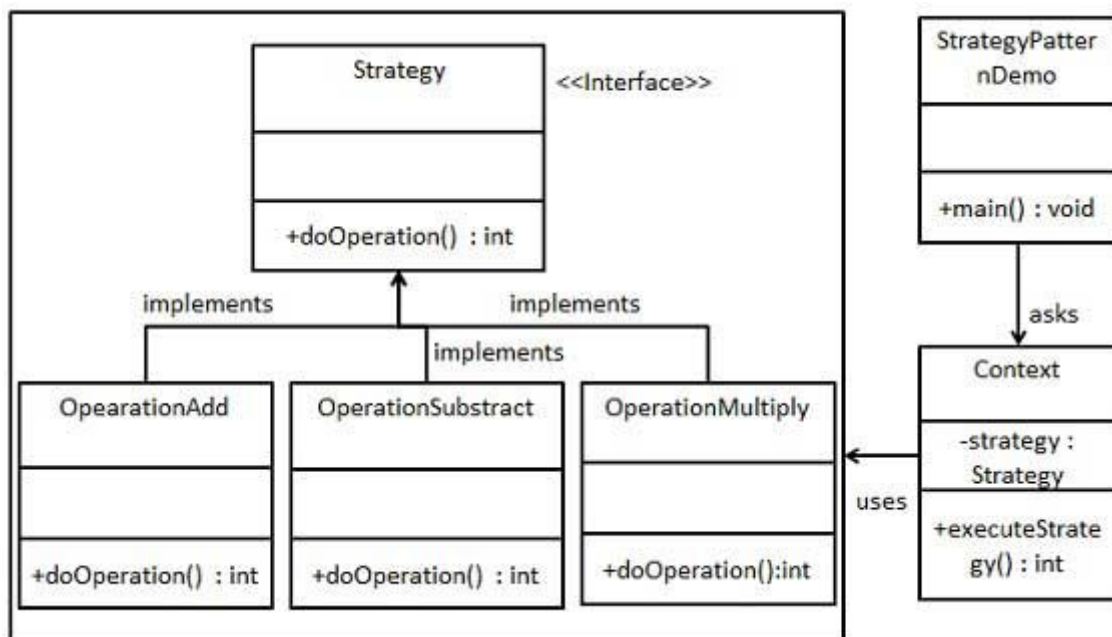 Strategy
<<Interface>>
+doOperation() : int
implements
implements
implements
OpearationAdd
+doOperation() : int
OperationSubstract
+doOperation() : int
OperationMultiply
+doOperation():int
StrategyPatter
nDemo
+main() : void
asks
Context
-strategy :
Strategy
+executeStrate
gy() : int
uses